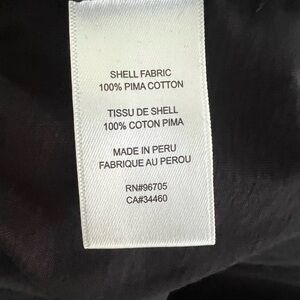 SHELL FABRIC
100% PIMA COTTON
TISSU DE SHELL
100% COTON PIMA
MADE IN PERU
FABRIQUE AU PEROU
RN#96705
CA#34460